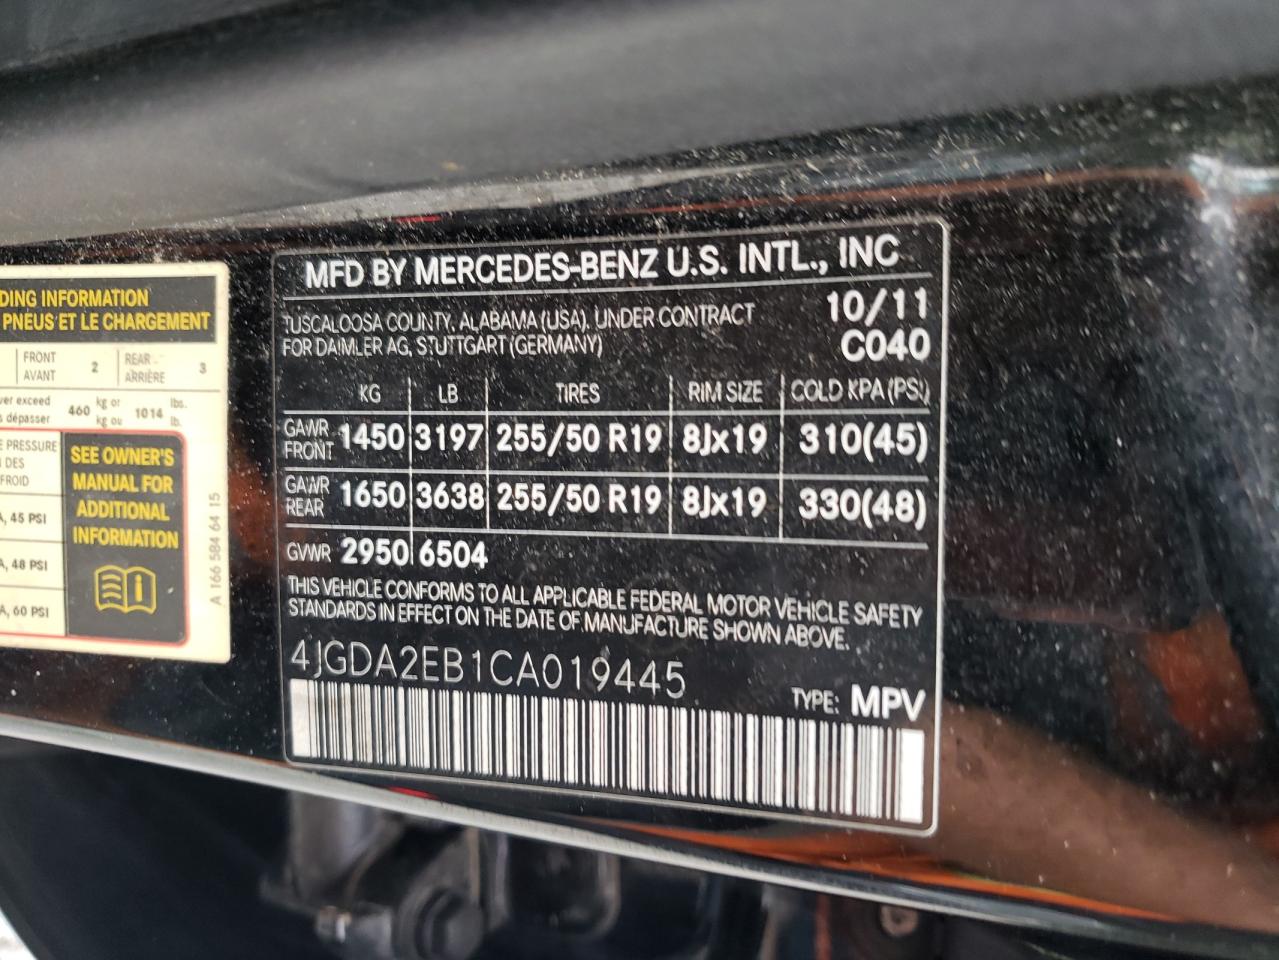 DING INFORMATION
PNEUS ET LE CHARGEMENT
FRONT
AVANT
2
REAR
ARRIÈRE
3
ver exceed
dépasser
460
kg or
kg ou
1014
lbs.
lb.
E PRESSURE
DES
FROID
, 45 PSI
, 48 PSI
, 60 PSI
SEE OWNER'S
MANUAL FOR
ADDITIONAL
INFORMATION
A 166 584 64 15
MFD BY MERCEDES-BENZ U.S. INTL., INC
TUSCALOOSA COUNTY, ALABAMA (USA), UNDER CONTRACT
FOR DAIMLER AG, STUTTGART (GERMANY)
10/11
C040
KG LB TIRES RIM SIZE COLD KPA (PSI)
GAWR FRONT 1450 3197 255/50 R19 8Jx19 310(45)
GAWR REAR 1650 3638 255/50 R19 8Jx19 330(48)
GVWR 2950 6504
THIS VEHICLE CONFORMS TO ALL APPLICABLE FEDERAL MOTOR VEHICLE SAFETY
STANDARDS IN EFFECT ON THE DATE OF MANUFACTURE SHOWN ABOVE.
4JGDA2EB1CA019445
TYPE: MPV